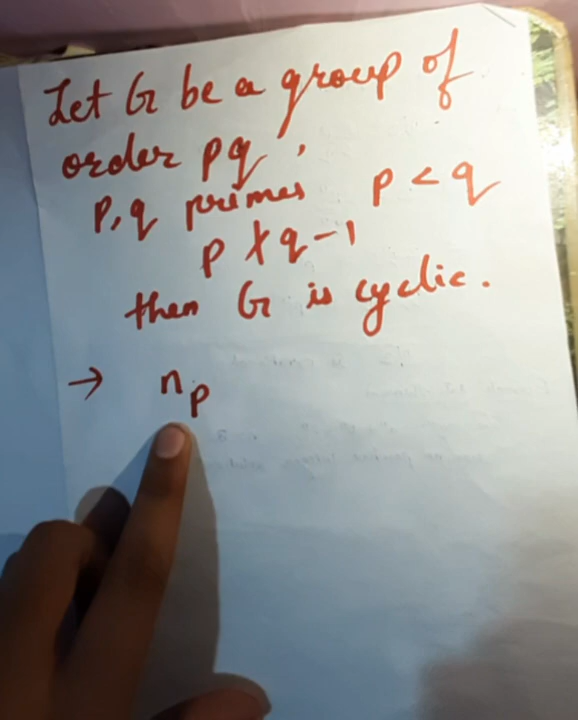 Let G be a group of
order pq,
p,q primes p < q
p ∤ q-1
then G is cyclic.
→ n_p